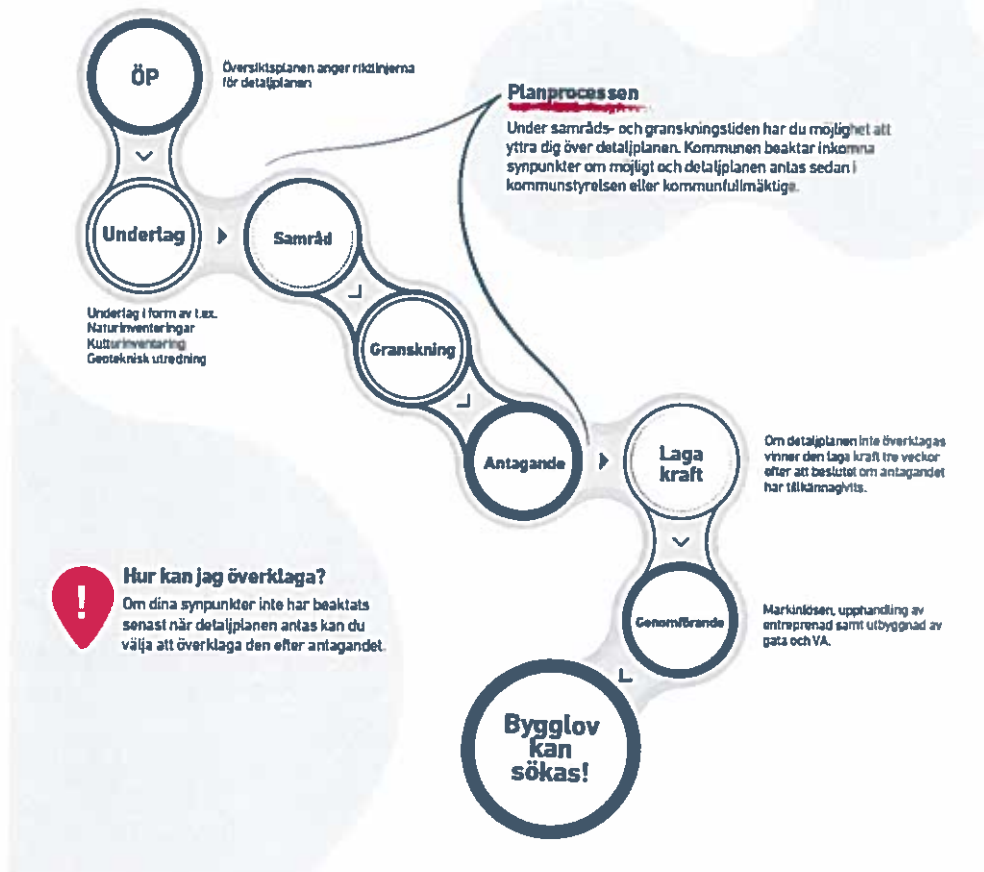 ÖP
Översiktsplanen anger riktlinjerna
för detaljplanen
Planprocessen
Under samråds- och granskningstiden har du möjlighet att
yttra dig över detaljplanen. Kommunen beaktar inkomna
synpunkter om möjligt och detaljplanen antas sedan i
kommunstyrelsen eller kommunfullmäktige.
Underlag
Samråd
Underlag i form av t.ex.
Naturinventeringar
Kulturinventering
Geoteknisk utredning
Granskning
Antagande
Laga
kraft
Om detaljplanen inte överklagas
vinner den laga kraft tre veckor
efter att beslutet om antagandet
har tillkännagivits.
!
Hur kan jag överklaga?
Om dina synpunkter inte har beaktats
senast när detaljplanen antas kan du
välja att överklaga den efter antagandet.
Genomförande
Markinlösen, upphandling av
entreprenad samt utbyggnad av
gata och VA.
Bygglov
kan
sökas!